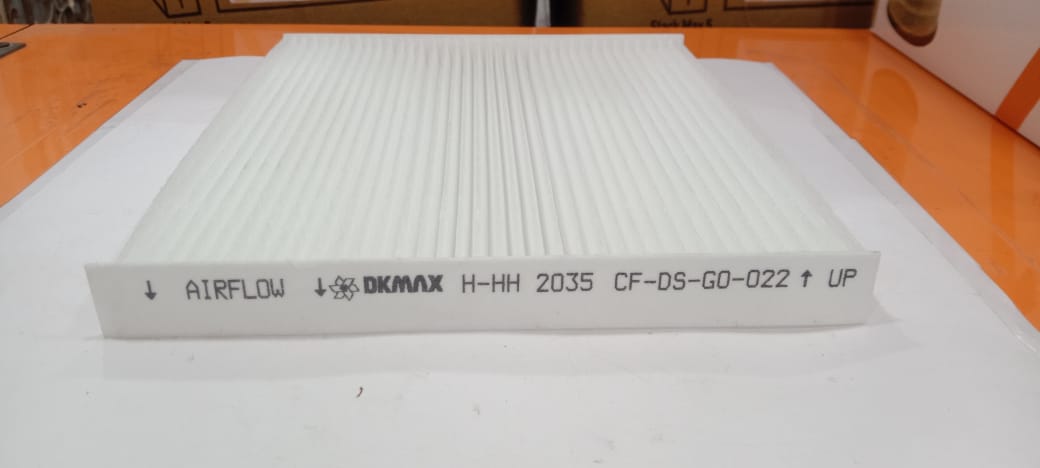 ↓ AIRFLOW ↓ DKMAX H-HH 2035 CF-DS-GO-022 ↑ UP